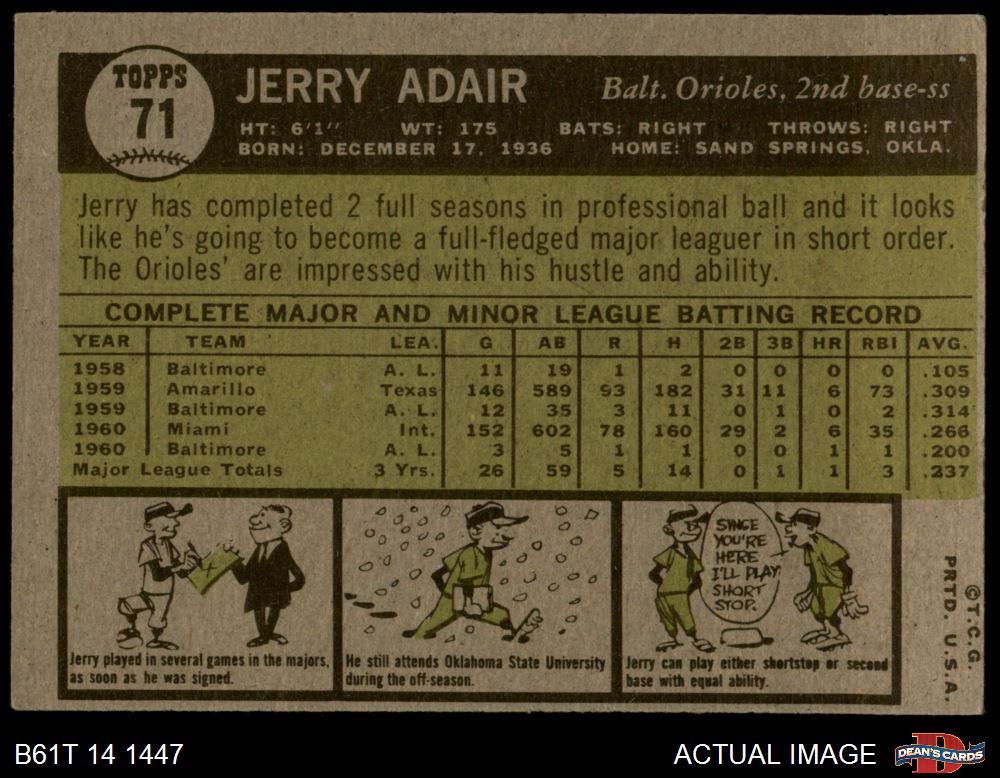 TOPPS
71
JERRY ADAIR
Balt. Orioles, 2nd base-ss
HT: 6'1" WT: 175 BATS: RIGHT THROWS: RIGHT
BORN: DECEMBER 17, 1936 HOME: SAND SPRINGS, OKLA.
Jerry has completed 2 full seasons in professional ball and it looks
like he's going to become a full-fledged major leaguer in short order.
The Orioles' are impressed with his hustle and ability.
COMPLETE MAJOR AND MINOR LEAGUE BATTING RECORD
YEAR TEAM LEA. G AB R H 2B 3B HR RBI AVG.
1958 Baltimore A. L. 11 19 1 2 0 0 0 0 .105
1959 Amarillo Texas 146 589 93 182 31 11 6 73 .309
1959 Baltimore A. L. 12 35 3 11 0 1 0 2 .314
1960 Miami Int. 152 602 78 160 29 2 6 35 .266
1960 Baltimore A. L. 3 5 1 1 0 0 1 1 .200
Major League Totals 3 Yrs. 26 59 5 14 0 1 1 3 .237
X
Jerry played in several games in the majors,
as soon as he was signed.
He still attends Oklahoma State University
during the off-season.
SINCE
YOU'RE
HERE
I'LL PLAY
SHORT
STOP.
Jerry can play either shortstop or second
base with equal ability.
©T.C.G.
PRTD. U.S.A.
B61T 14 1447
ACTUAL IMAGE
DEAN'S CARDS